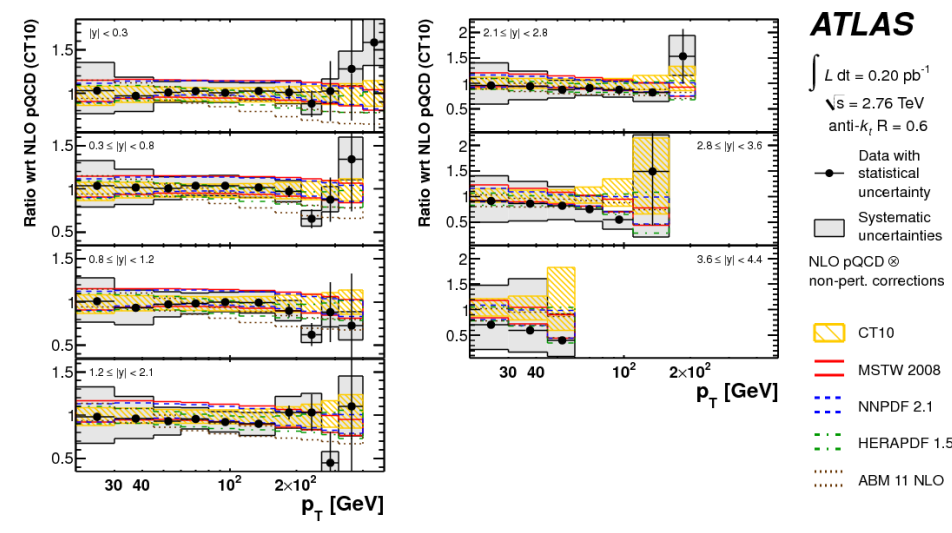 Ratio wrt NLO pQCD (CT10)
|y| < 0.3
1.5
1
0.3 ≤ |y| < 0.8
1.5
1
0.5
0.8 ≤ |y| < 1.2
1.5
1
0.5
1.2 ≤ |y| < 2.1
1.5
1
0.5
30 40 10² 2×10²
p_T [GeV]
Ratio wrt NLO pQCD (CT10)
2.1 ≤ |y| < 2.8
2
1.5
1
0.5
2.8 ≤ |y| < 3.6
2
1.5
1
0.5
3.6 ≤ |y| < 4.4
2
1.5
1
0.5
30 40 10² 2×10²
p_T [GeV]
ATLAS
∫ L dt = 0.20 pb⁻¹
√s = 2.76 TeV
anti-k_t R = 0.6
Data with
statistical
uncertainty
Systematic
uncertainties
NLO pQCD ⊗
non-pert. corrections
CT10
MSTW 2008
NNPDF 2.1
HERAPDF 1.5
ABM 11 NLO